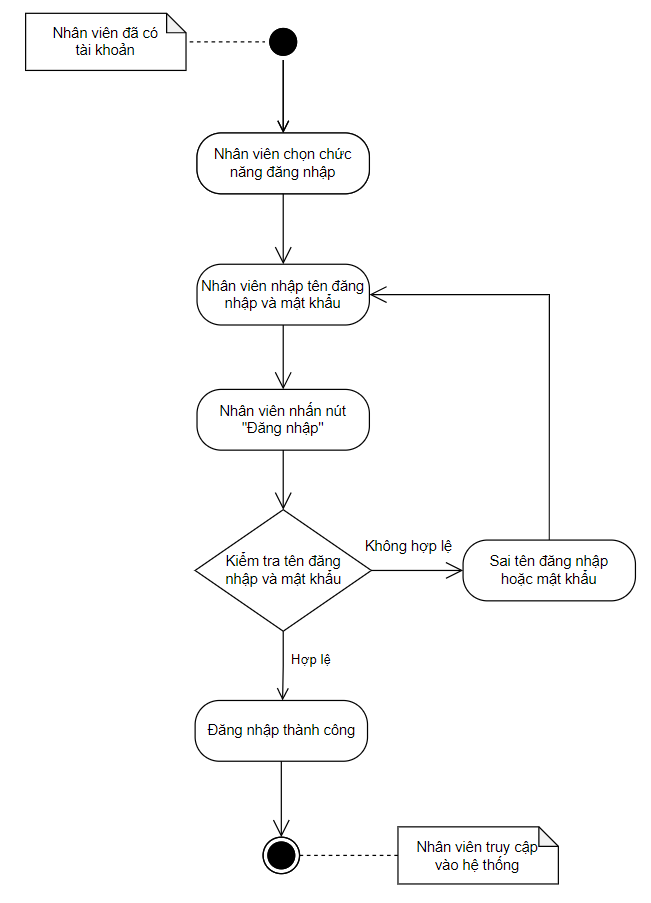 Nhân viên đã có
tài khoản
Nhân viên chọn chức
năng đăng nhập
Nhân viên nhập tên đăng
nhập và mật khẩu
Nhân viên nhấn nút
"Đăng nhập"
Kiểm tra tên đăng
nhập và mật khẩu
Không hợp lệ
Sai tên đăng nhập
hoặc mật khẩu
Hợp lệ
Đăng nhập thành công
Nhân viên truy cập
vào hệ thống